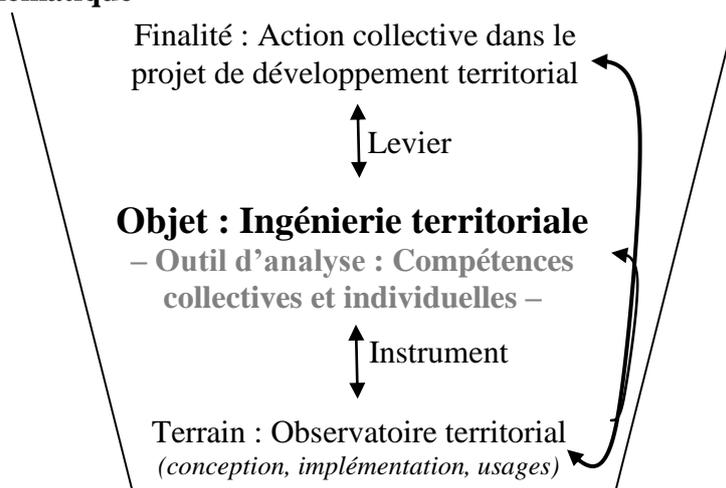 Finalité : Action collective dans le
projet de développement territorial
Levier
Objet : Ingénierie territoriale
– Outil d’analyse : Compétences
collectives et individuelles –
Instrument
Terrain : Observatoire territorial
(conception, implémentation, usages)